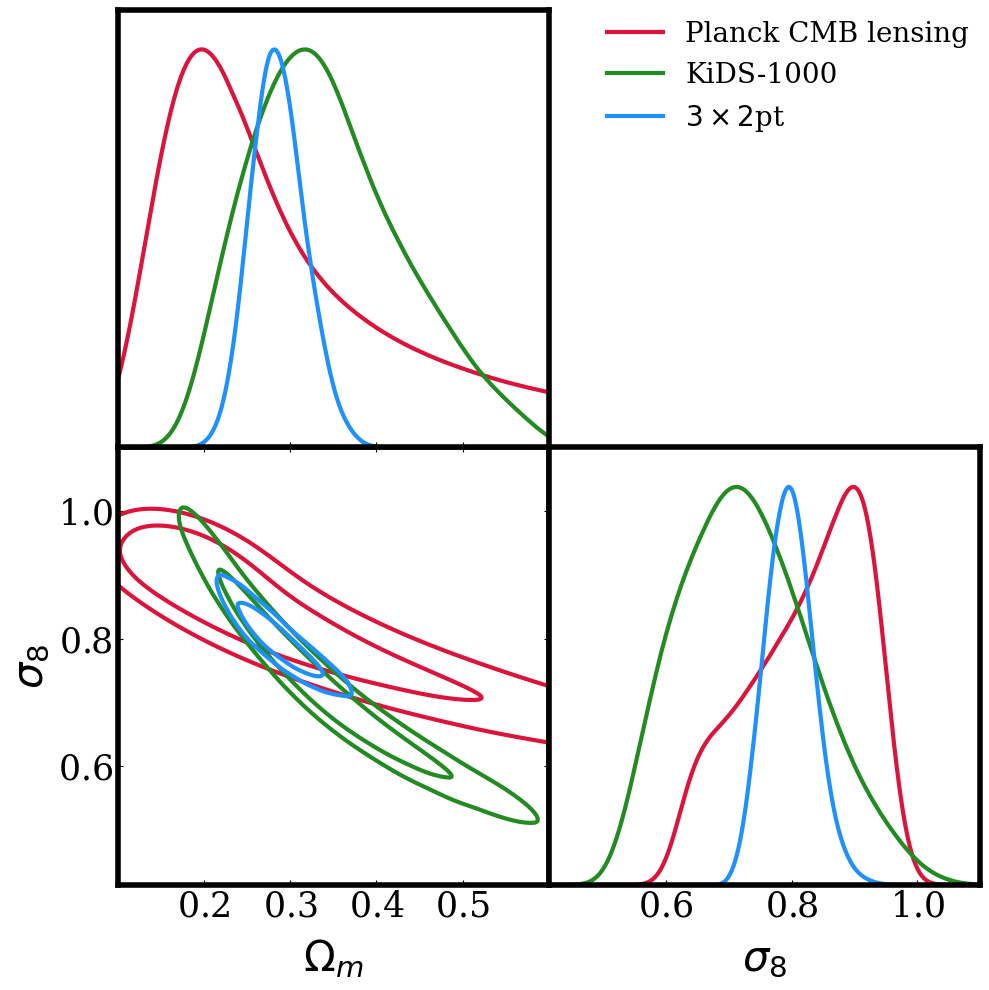 Planck CMB lensing
KiDS-1000
3 × 2pt
1.0
0.8
0.6
σ₈
0.2 0.3 0.4 0.5
0.6 0.8 1.0
Ωₘ
σ₈